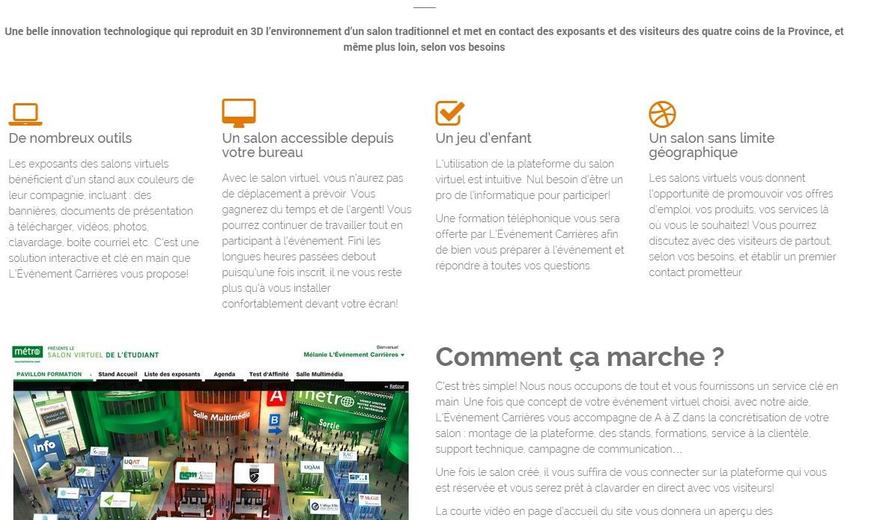 Une belle innovation technologique qui reproduit en 3D l'environnement d'un salon traditionnel et met en contact des exposants et des visiteurs des quatre coins de la Province, et
même plus loin, selon vos besoins
De nombreux outils
Les exposants des salons virtuels
bénéficient d'un stand aux couleurs de
leur compagnie, incluant : des
bannières, documents de présentation
à télécharger, vidéos, photos,
clavardage, boite courriel etc. C'est une
solution interactive et clé en main que
L'Événement Carrières vous propose!
Un salon accessible depuis
votre bureau
Avec le salon virtuel, vous n'aurez pas
de déplacement à prévoir. Vous
gagnerez du temps et de l'argent! Vous
pourrez continuer de travailler tout en
participant à l'événement. Fini les
longues heures passées debout
puisqu'une fois inscrit, il ne vous reste
plus qu'à vous installer
confortablement devant votre écran!
Un jeu d'enfant
L'utilisation de la plateforme du salon
virtuel est intuitive. Nul besoin d'être un
pro de l'informatique pour participer!
Une formation téléphonique vous sera
offerte par L'Événement Carrières afin
de bien vous préparer à l'événement et
répondre à toutes vos questions.
Un salon sans limite
géographique
Les salons virtuels vous donnent
l'opportunité de promouvoir vos offres
d'emploi, vos produits, vos services là
où vous le souhaitez! Vous pourrez
discutez avec des visiteurs de partout,
selon vos besoins, et établir un premier
contact prometteur.
métro PRÉSENTE LE
SALON VIRTUEL DE L'ÉTUDIANT
Bienvenue!
Mélanie L'Événement Carrières
PAVILLON FORMATION Stand Accueil Liste des exposants Agenda Test d'Affinité Salle Multimédia
Retour
Salle Multimédia
A
B
métro
Sortie
info
UQAT
UQAM
McGill
Comment ça marche ?
C'est très simple! Nous nous occupons de tout et vous fournissons un service clé en
main. Une fois que concept de votre événement virtuel choisi, avec notre aide,
L'Événement Carrières vous accompagne de A à Z dans la concrétisation de votre
salon : montage de la plateforme, des stands, formations, service à la clientèle,
support technique, campagne de communication…
Une fois le salon créé, il vous suffira de vous connecter sur la plateforme qui vous
est réservée et vous serez prêt à clavarder en direct avec vos visiteurs!
La courte vidéo en page d'accueil du site vous donnera un aperçu des